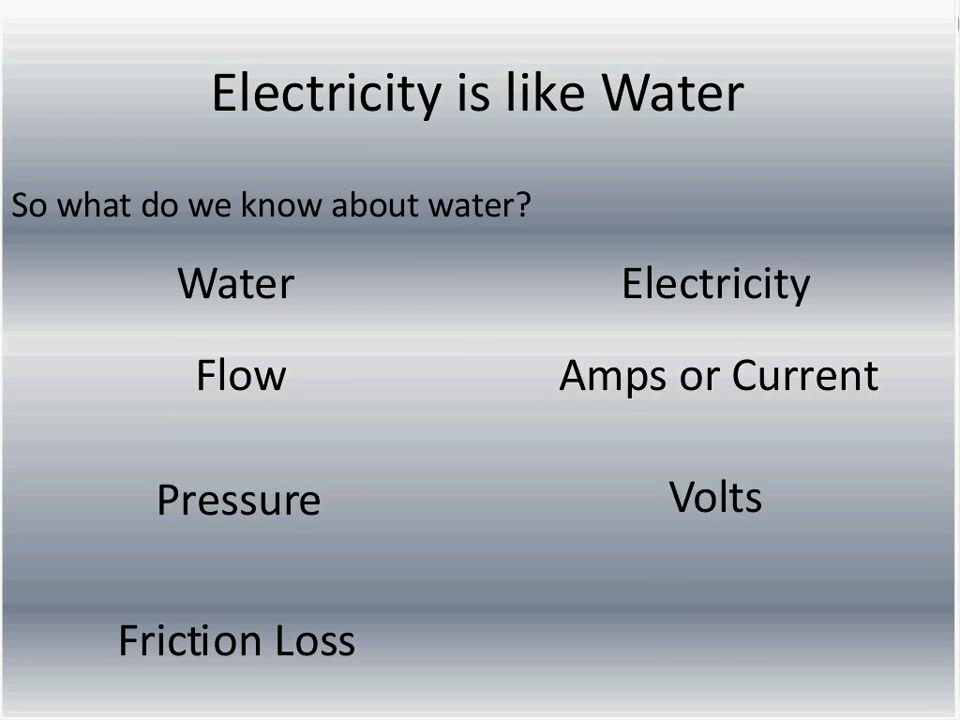 Electricity is like Water
So what do we know about water?
Water Electricity
Flow Amps or Current
Pressure Volts
Friction Loss